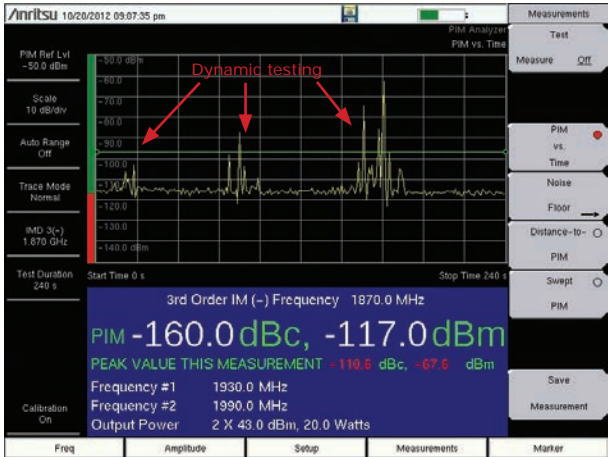 Anritsu 10/20/2012 09:07:35 pm
Measurements
PIM Analyzer
PIM vs. Time
Test
Measure Off
PIM Ref Lvl
-50.0 dBm
Scale
10 dB/div
Auto Range
Off
Trace Mode
Normal
IMD 3(-)
1.870 GHz
Test Duration
240 s
Calibration
On
-50.0 dBm
-60.0
-70.0
-80.0
-90.0
-100.0
-110.0
-120.0
-130.0
-140.0 dBm
Dynamic testing
Start Time 0 s
Stop Time 240 s
3rd Order IM (-) Frequency 1870.0 MHz
PIM -160.0 dBc, -117.0 dBm
PEAK VALUE THIS MEASUREMENT -110.6 dBc, -67.6 dBm
Frequency #1 1930.0 MHz
Frequency #2 1990.0 MHz
Output Power 2 X 43.0 dBm, 20.0 Watts
PIM
vs.
Time
Noise
Floor
Distance-to-
PIM
Swept
PIM
Save
Measurement
Freq
Amplitude
Setup
Measurements
Marker